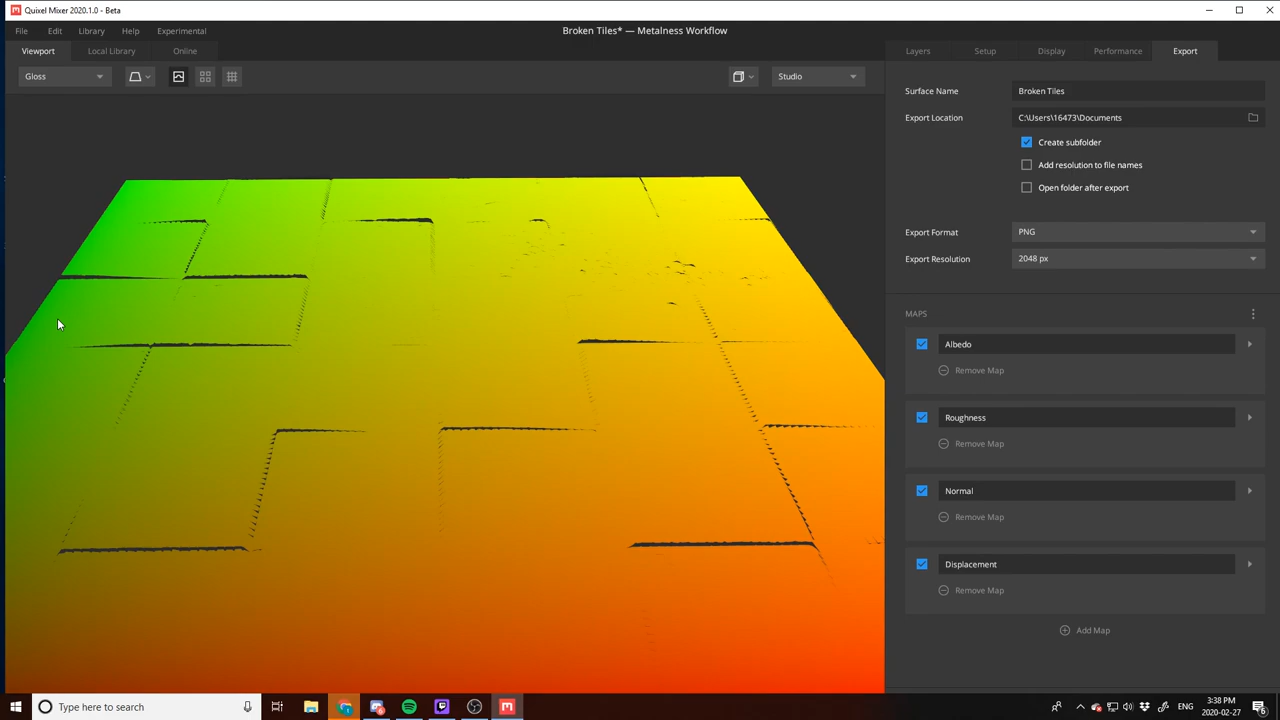 Quixel Mixer 2020.1.0 - Beta
File Edit Library Help Experimental
Broken Tiles* — Metalness Workflow
Viewport Local Library Online
Layers Setup Display Performance Export
Gloss
Studio
Surface Name Broken Tiles
Export Location C:\Users\16473\Documents
Create subfolder
Add resolution to file names
Open folder after export
Export Format PNG
Export Resolution 2048 px
MAPS
Albedo
Remove Map
Roughness
Remove Map
Normal
Remove Map
Displacement
Remove Map
Add Map
Type here to search
ENG
3:38 PM
2020-02-27
6